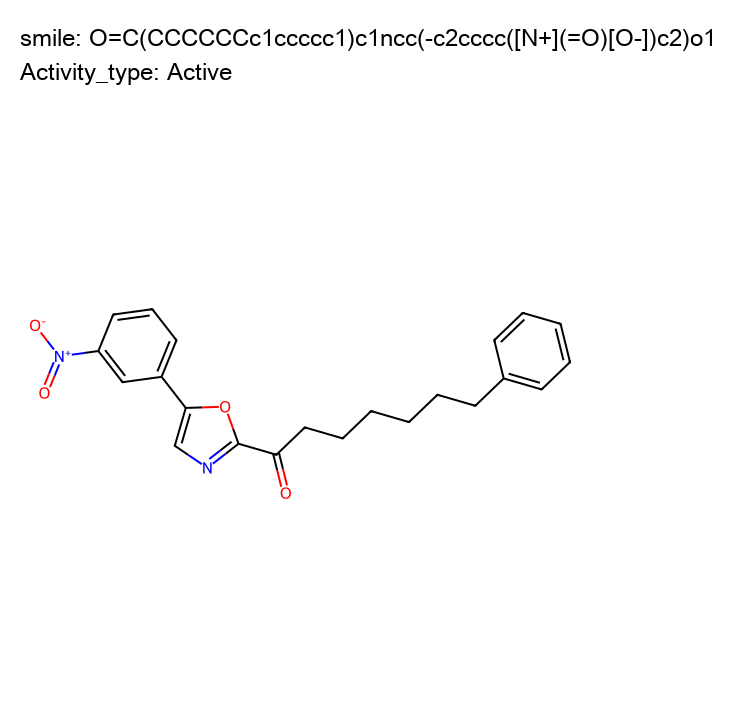 smile: O=C(CCCCCCc1ccccc1)c1ncc(-c2cccc([N+](=O)[O-])c2)o1
Activity_type: Active
O-
N+
O
O
N
O